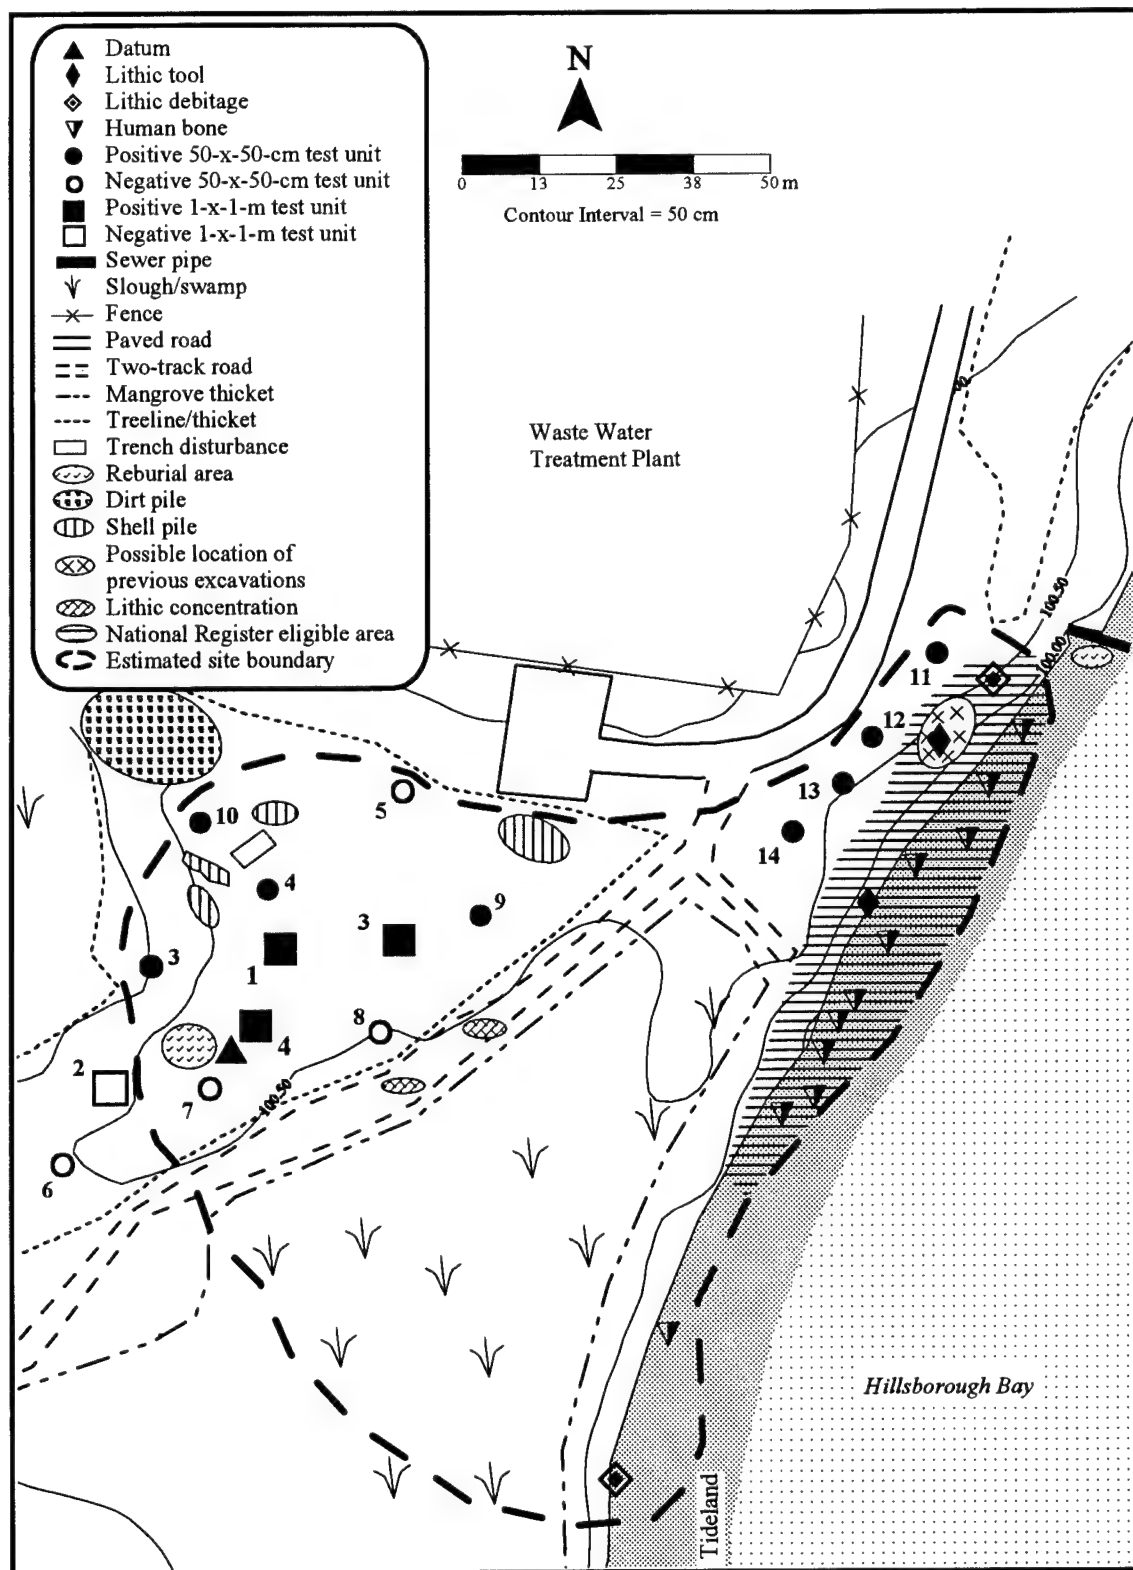 Datum
Lithic tool
Lithic debitage
Human bone
Positive 50-x-50-cm test unit
Negative 50-x-50-cm test unit
Positive 1-x-1-m test unit
Negative 1-x-1-m test unit
Sewer pipe
Slough/swamp
Fence
Paved road
Two-track road
Mangrove thicket
Treeline/thicket
Trench disturbance
Reburial area
Dirt pile
Shell pile
Possible location of
previous excavations
Lithic concentration
National Register eligible area
Estimated site boundary
N
0 13 25 38 50 m
Contour Interval = 50 cm
Waste Water
Treatment Plant
100.50
100.00
11
12
13
14
5
10
4
9
3
3
1
8
4
2
7
100.50
6
Hillsborough Bay
Tideland